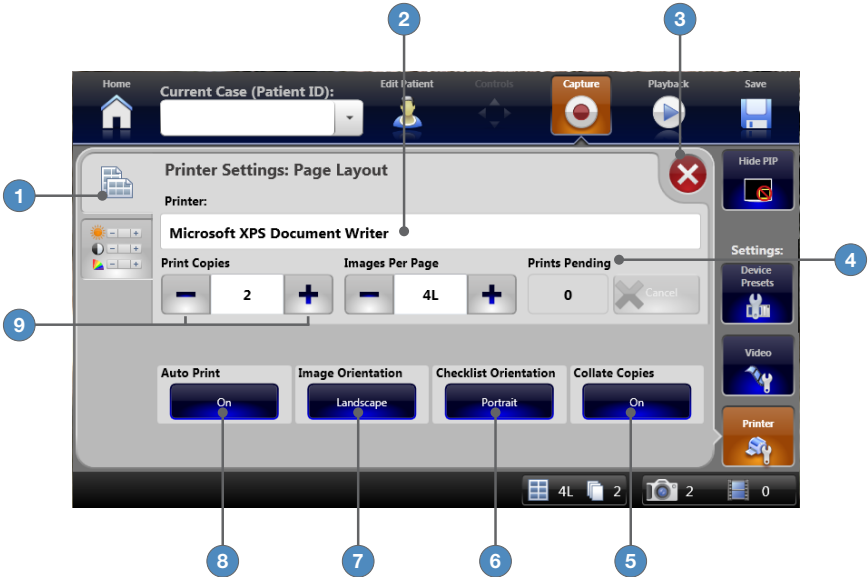 2
3
Home
Current Case (Patient ID):
Edit Patient
Controls
Capture
Playback
Save
1
Printer Settings: Page Layout
Hide PIP
Printer:
Microsoft XPS Document Writer
Print Copies
Images Per Page
Prints Pending
4
Settings:
2
4L
0
Cancel
Device
Presets
9
Video
Auto Print
Image Orientation
Checklist Orientation
Collate Copies
On
Landscape
Portrait
On
Printer
4L 2 2 0
8
7
6
5